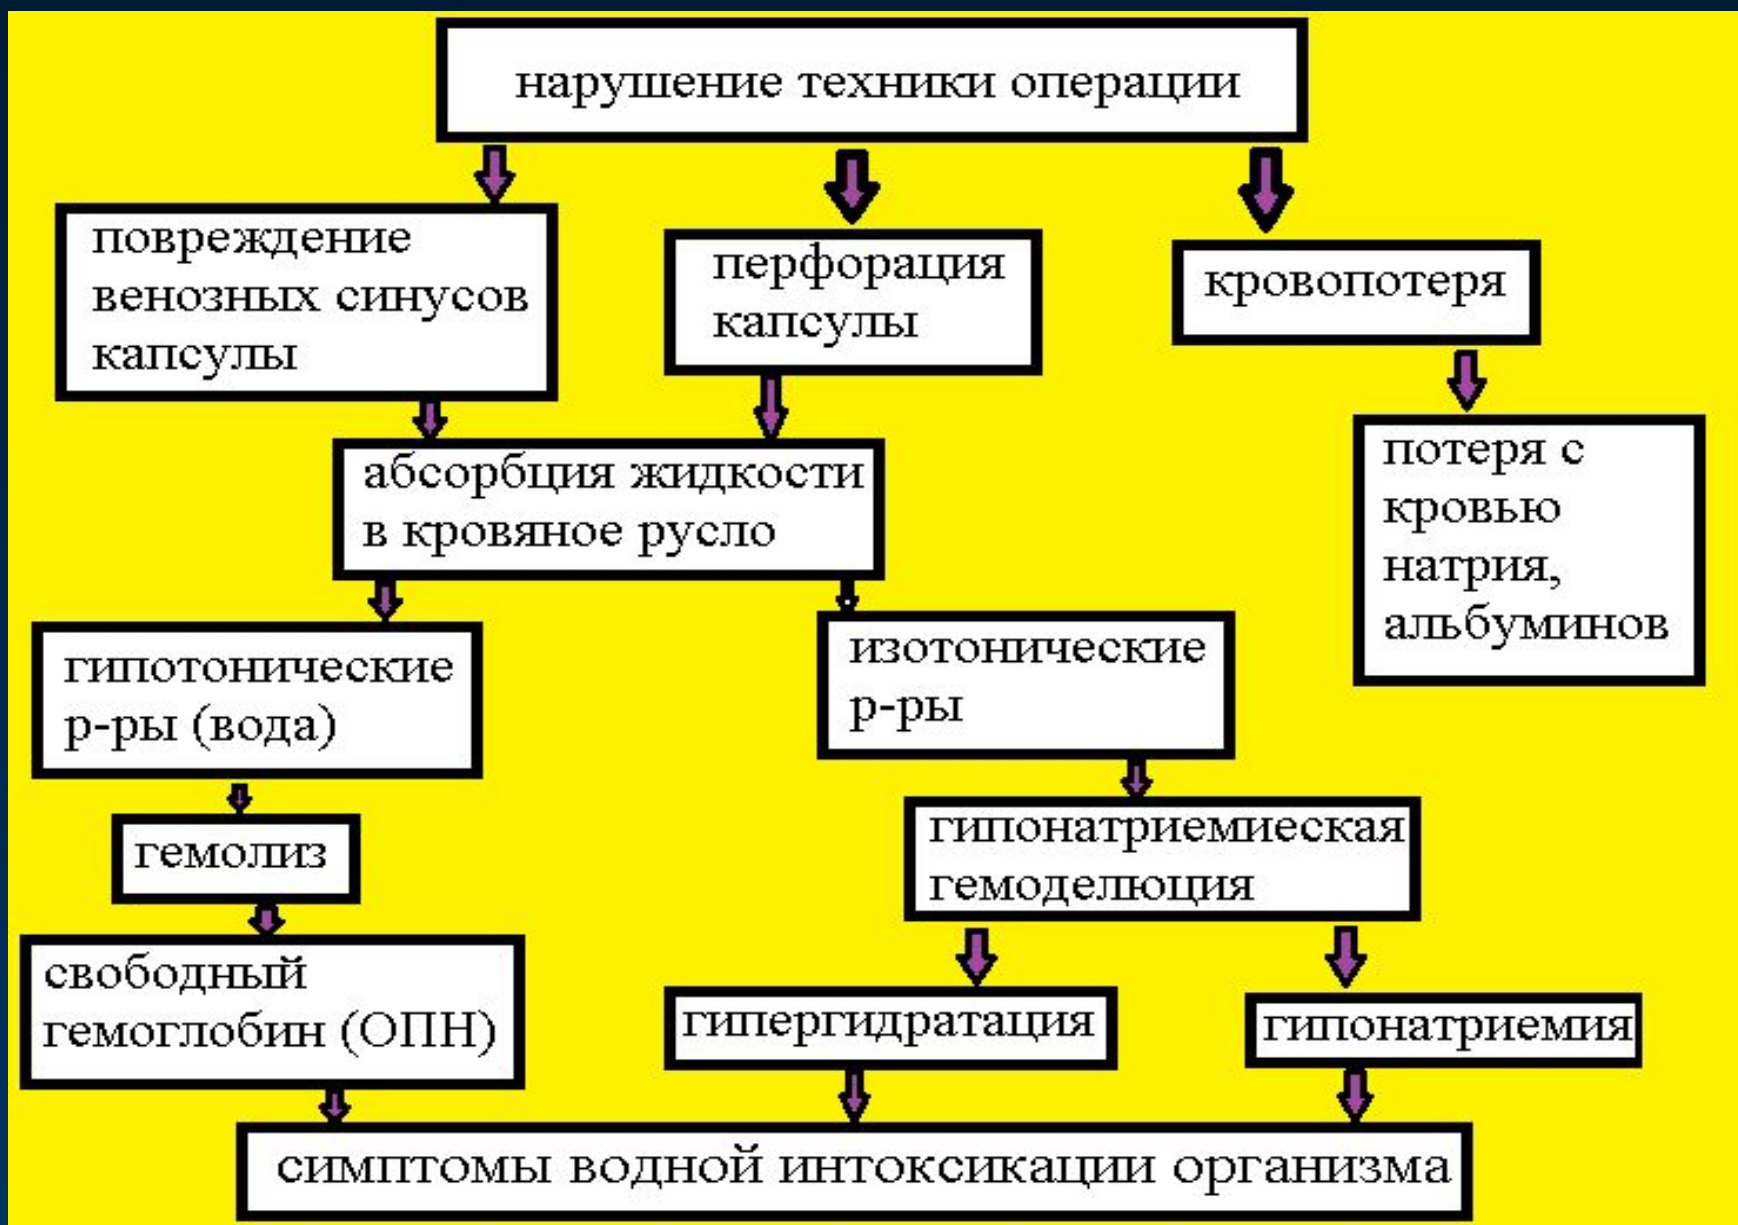 нарушение техники операции
повреждение
венозных синусов
капсулы
перфорация
капсулы
кровопотеря
абсорбция жидкости
в кровяное русло
потеря с
кровью
натрия,
альбуминов
гипотонические
р-ры (вода)
изотонические
р-ры
гемолиз
гипонатриемиеская
гемоделюция
свободный
гемоглобин (ОПН)
гипергидратация
гипонатриемия
симптомы водной интоксикации организма